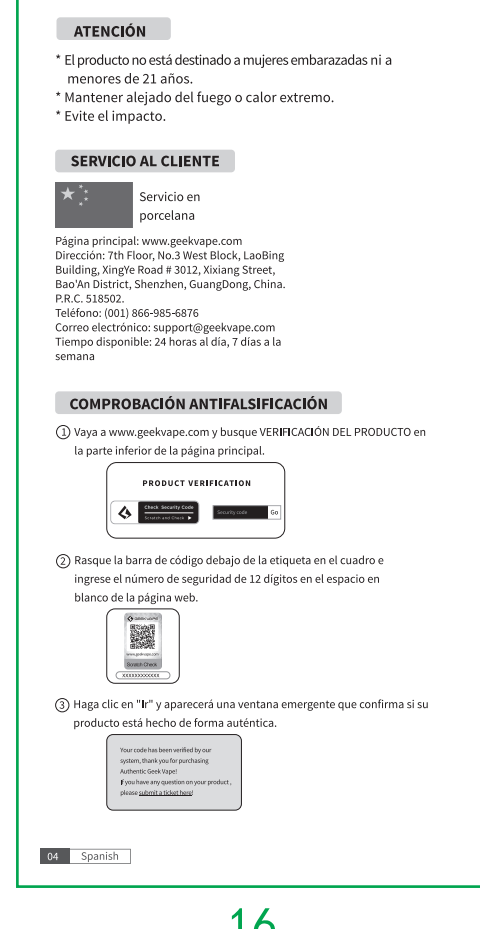 ATENCIÓN
* El producto no está destinado a mujeres embarazadas ni a
menores de 21 años.
* Mantener alejado del fuego o calor extremo.
* Evite el impacto.
SERVICIO AL CLIENTE
Servicio en
porcelana
Página principal: www.geekvape.com
Dirección: 7th Floor, No.3 West Block, LaoBing
Building, XingYe Road # 3012, Xixiang Street,
Bao'An District, Shenzhen, GuangDong, China.
P.R.C. 518502.
Teléfono: (001) 866-985-6876
Correo electrónico: support@geekvape.com
Tiempo disponible: 24 horas al día, 7 días a la
semana
COMPROBACIÓN ANTIFALSIFICACIÓN
① Vaya a www.geekvape.com y busque VERIFICACIÓN DEL PRODUCTO en
la parte inferior de la página principal.
PRODUCT VERIFICATION
Check Security Code
Scratch and Check ▶
Security code Go
② Rasque la barra de código debajo de la etiqueta en el cuadro e
ingrese el número de seguridad de 12 dígitos en el espacio en
blanco de la página web.
GEEKVAPE
www.geekvape.com
Scratch Check
XXXXXXXXXXXX
③ Haga clic en "Ir" y aparecerá una ventana emergente que confirma si su
producto está hecho de forma auténtica.
Your code has been verified by our
system, thank you for purchasing
Authentic Geek Vape!
If you have any question on your product ,
please submit a ticket here!
04 Spanish
16